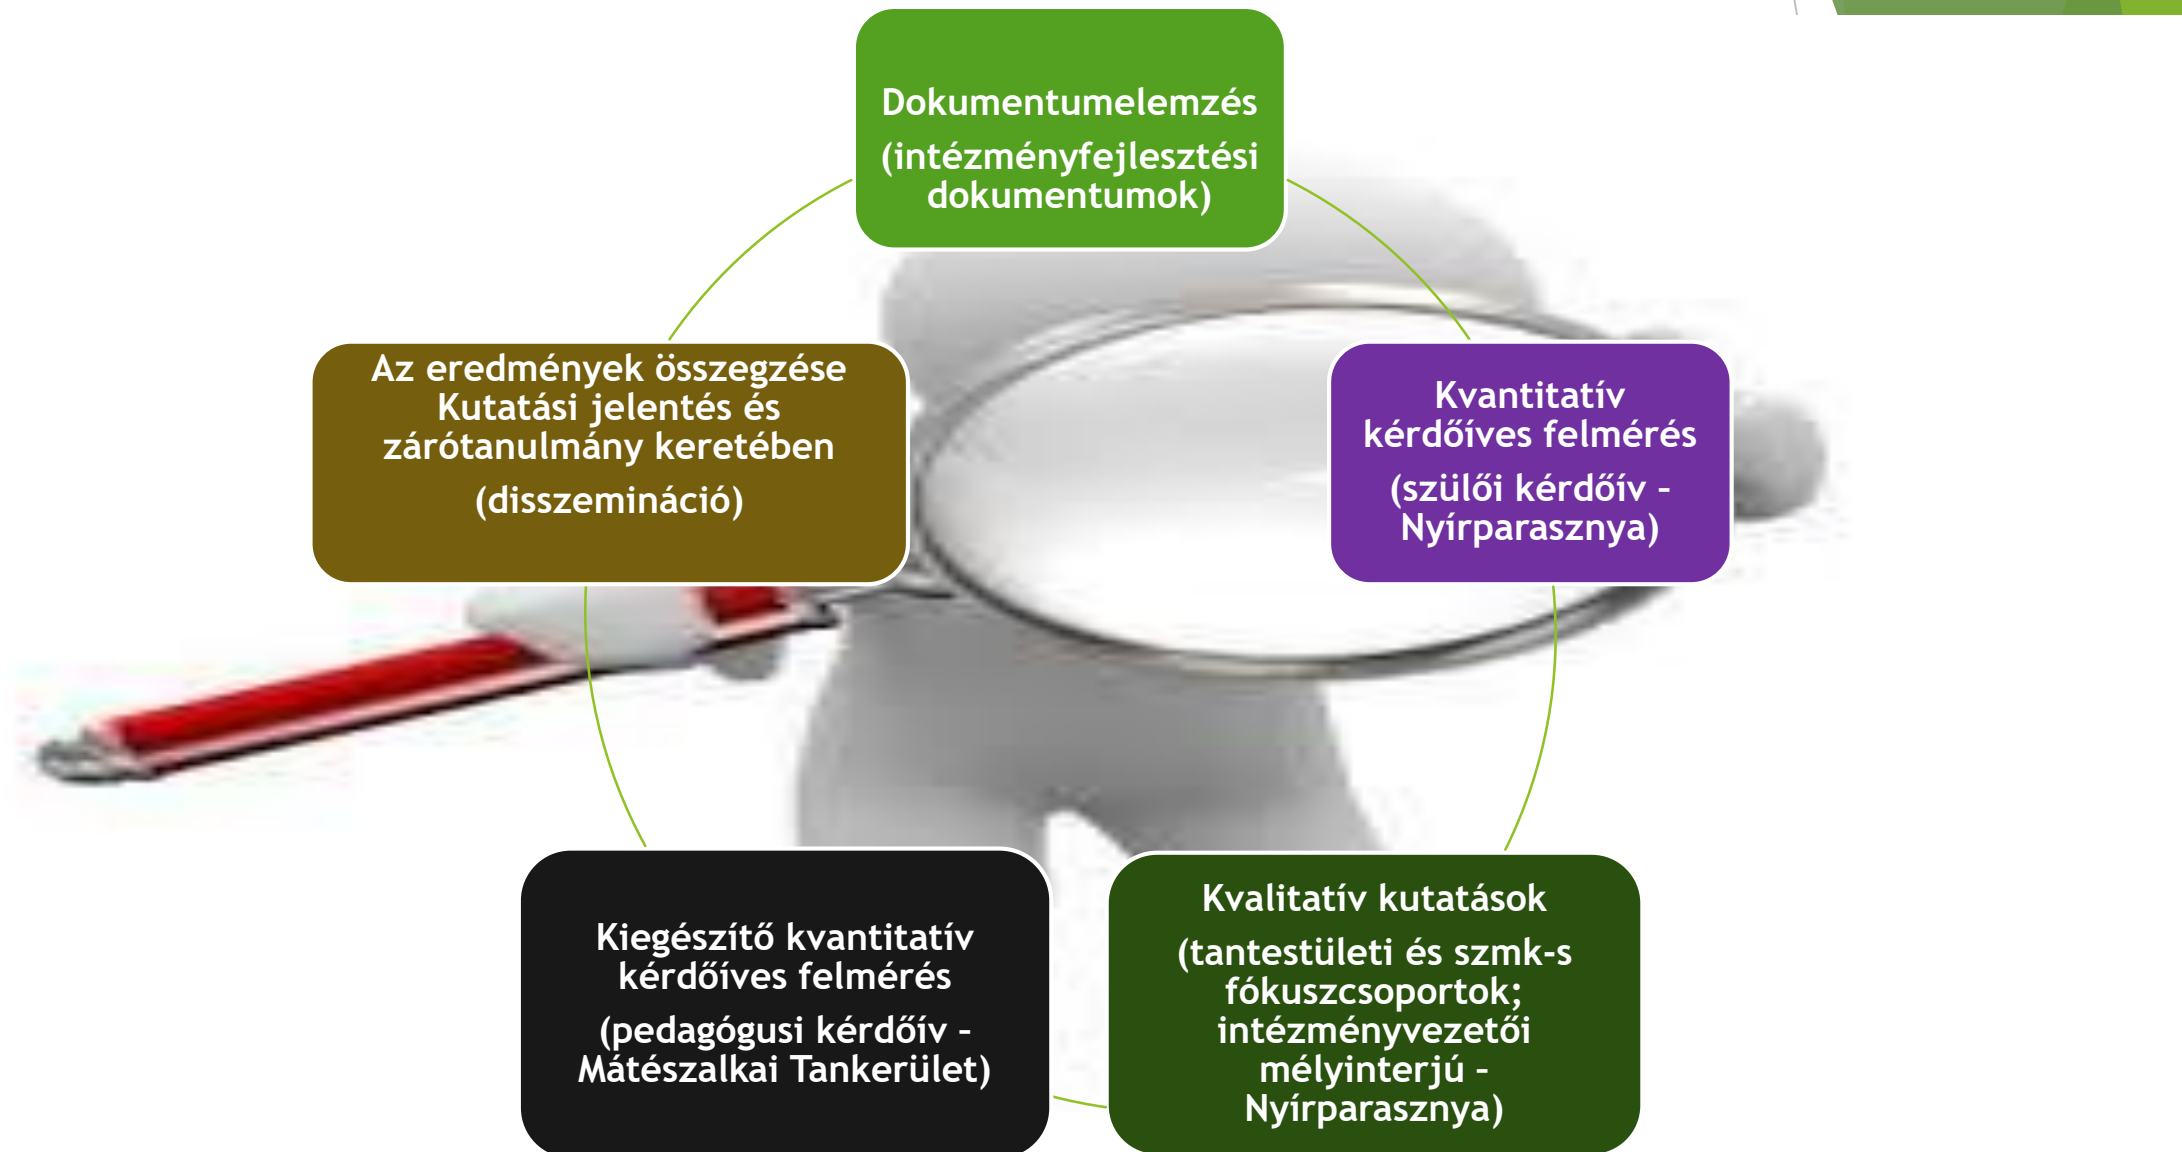 Dokumentumelemzés
(intézményfejlesztési
dokumentumok)
Kvantitatív
kérdőíves felmérés
(szülői kérdőív –
Nyírparasznya)
Kvalitatív kutatások
(tantestületi és szmk-s
fókuszcsoportok;
intézményvezetői
mélyinterjú –
Nyírparasznya)
Kiegészítő kvantitatív
kérdőíves felmérés
(pedagógusi kérdőív –
Mátészalkai Tankerület)
Az eredmények összegzése
Kutatási jelentés és
zárótanulmány keretében
(disszemináció)